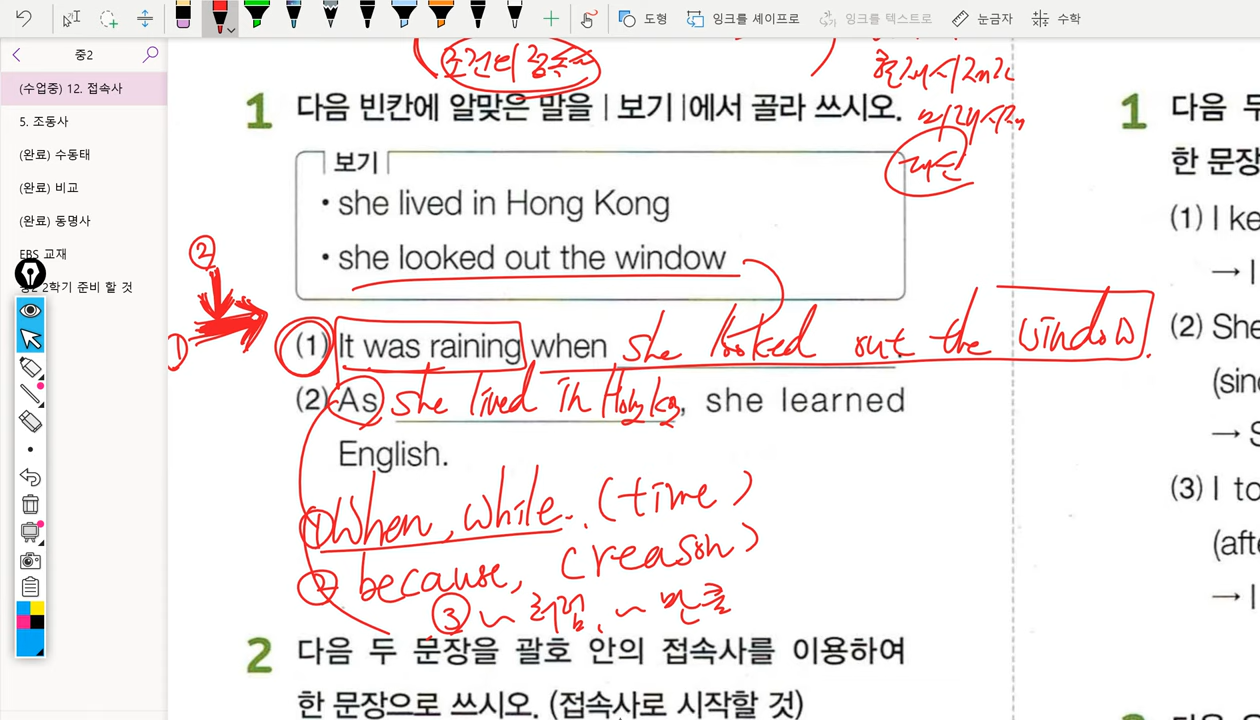 도형
잉크를 셰이프로
잉크를 텍스트로
눈금자
수학
중2
(수업중) 12. 접속사
5. 조동사
(완료) 수동태
(완료) 비교
(완료) 동명사
EBS 교재
2학기 준비 할 것
조건의
현재시제가
미래시제
대신
1 다음 빈칸에 알맞은 말을 | 보기 |에서 골라 쓰시오.
보기
• she lived in Hong Kong
• she looked out the window
②
①
(1) It was raining when she looked out the window.
(2) As she lived in Hong Kong, she learned
English.
① When, while.. (time)
② because, (reason)
③ ~처럼, ~만큼
2 다음 두 문장을 괄호 안의 접속사를 이용하여
한 문장으로 쓰시오. (접속사로 시작할 것)
1 다음 두
한 문장
(1) I ke
→ I
(2) She
(sinc
→ S
(3) I to
(afte
→ I